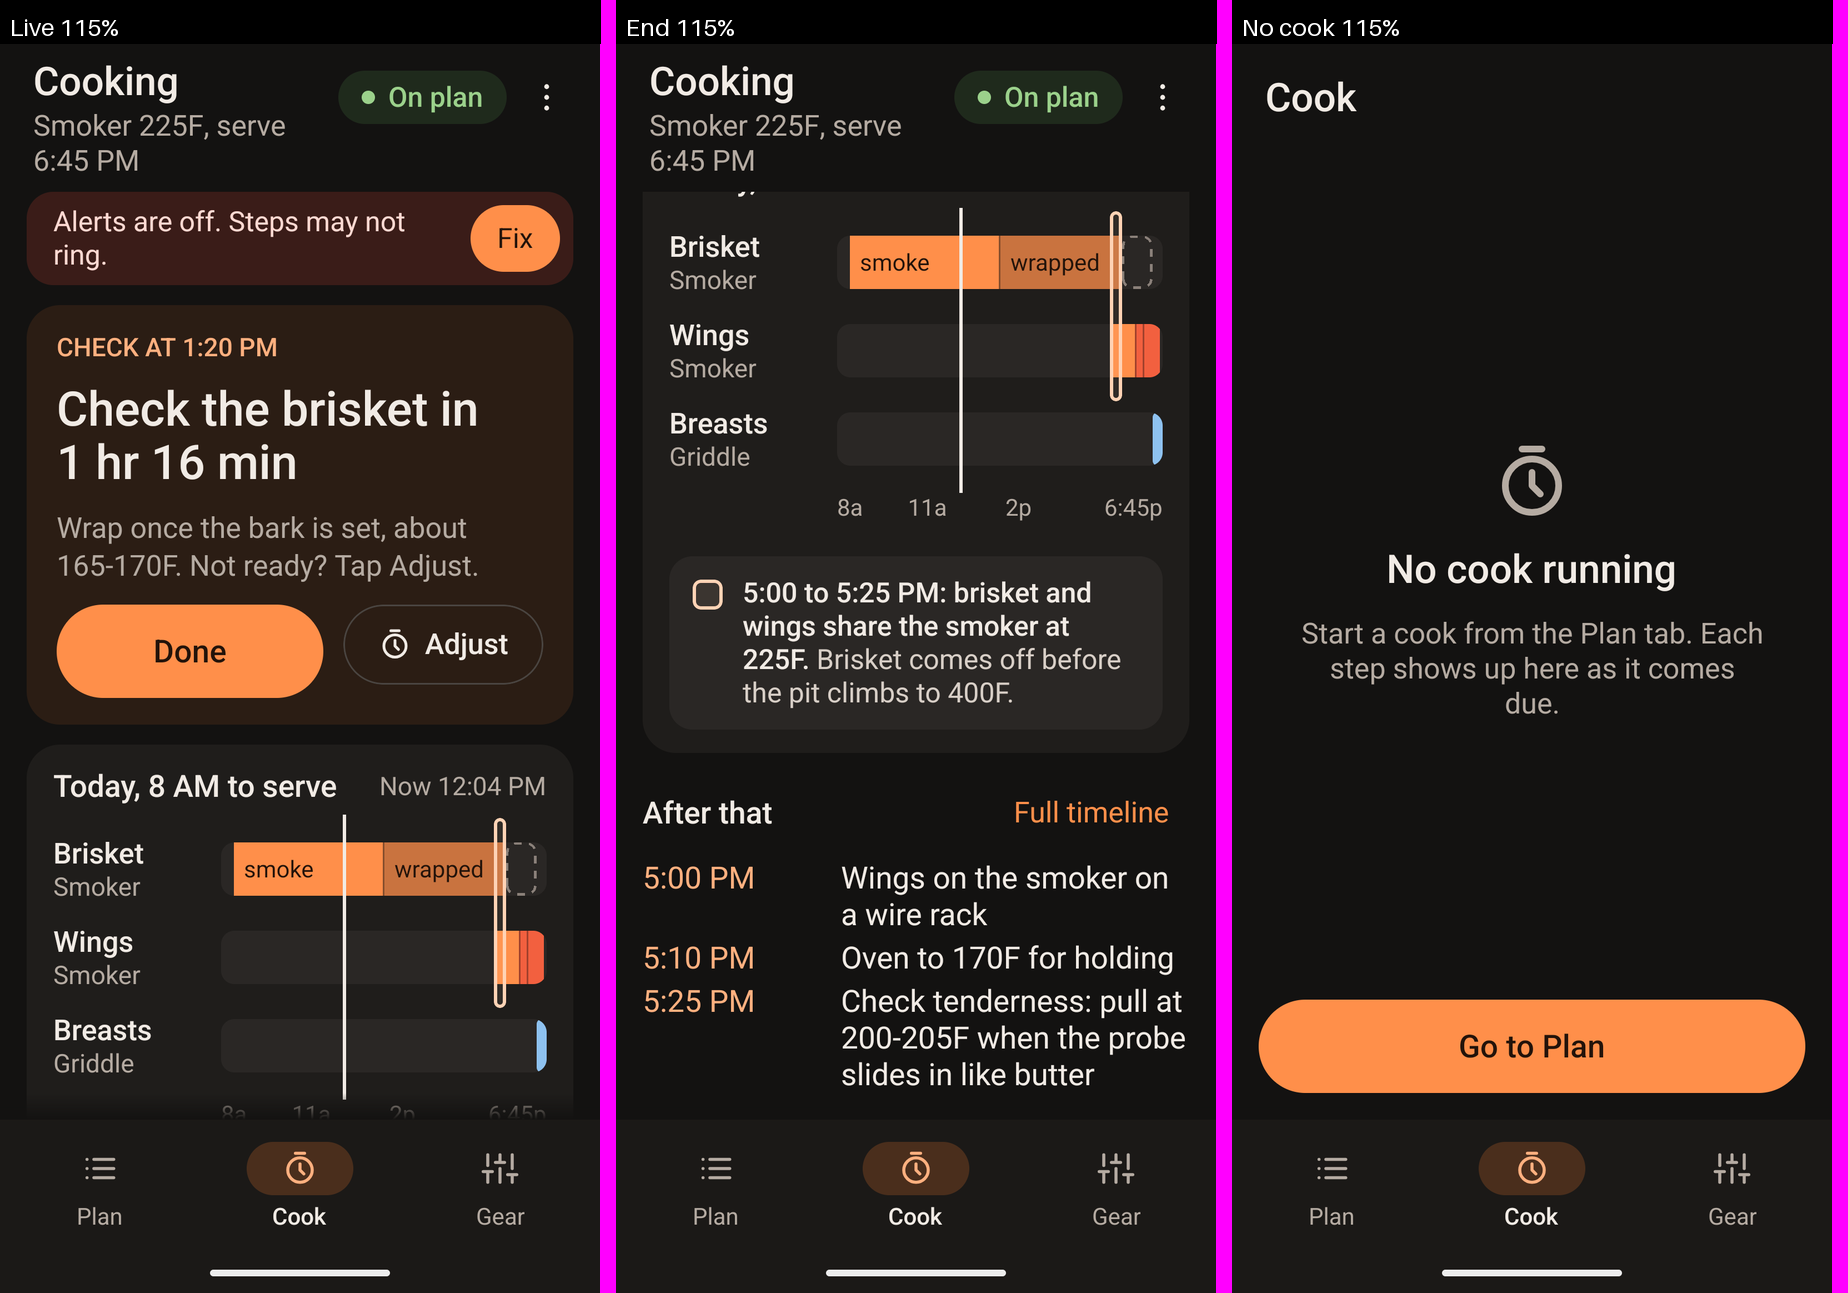 Live 115%
Cooking
On plan
Smoker 225F, serve
6:45 PM
Alerts are off. Steps may not
ring.
Fix
CHECK AT 1:20 PM
Check the brisket in
1 hr 16 min
Wrap once the bark is set, about
165-170F. Not ready? Tap Adjust.
Done
Adjust
Today, 8 AM to serve
Now 12:04 PM
Brisket
Smoker
smoke
wrapped
Wings
Smoker
Breasts
Griddle
8a
11a
2p
6:45p
Plan
Cook
Gear
End 115%
Cooking
On plan
Smoker 225F, serve
6:45 PM
Brisket
Smoker
smoke
wrapped
Wings
Smoker
Breasts
Griddle
8a
11a
2p
6:45p
5:00 to 5:25 PM: brisket and
wings share the smoker at
225F. Brisket comes off before
the pit climbs to 400F.
After that
Full timeline
5:00 PM
Wings on the smoker on
a wire rack
5:10 PM
Oven to 170F for holding
5:25 PM
Check tenderness: pull at
200-205F when the probe
slides in like butter
Plan
Cook
Gear
No cook 115%
Cook
No cook running
Start a cook from the Plan tab. Each
step shows up here as it comes
due.
Go to Plan
Plan
Cook
Gear